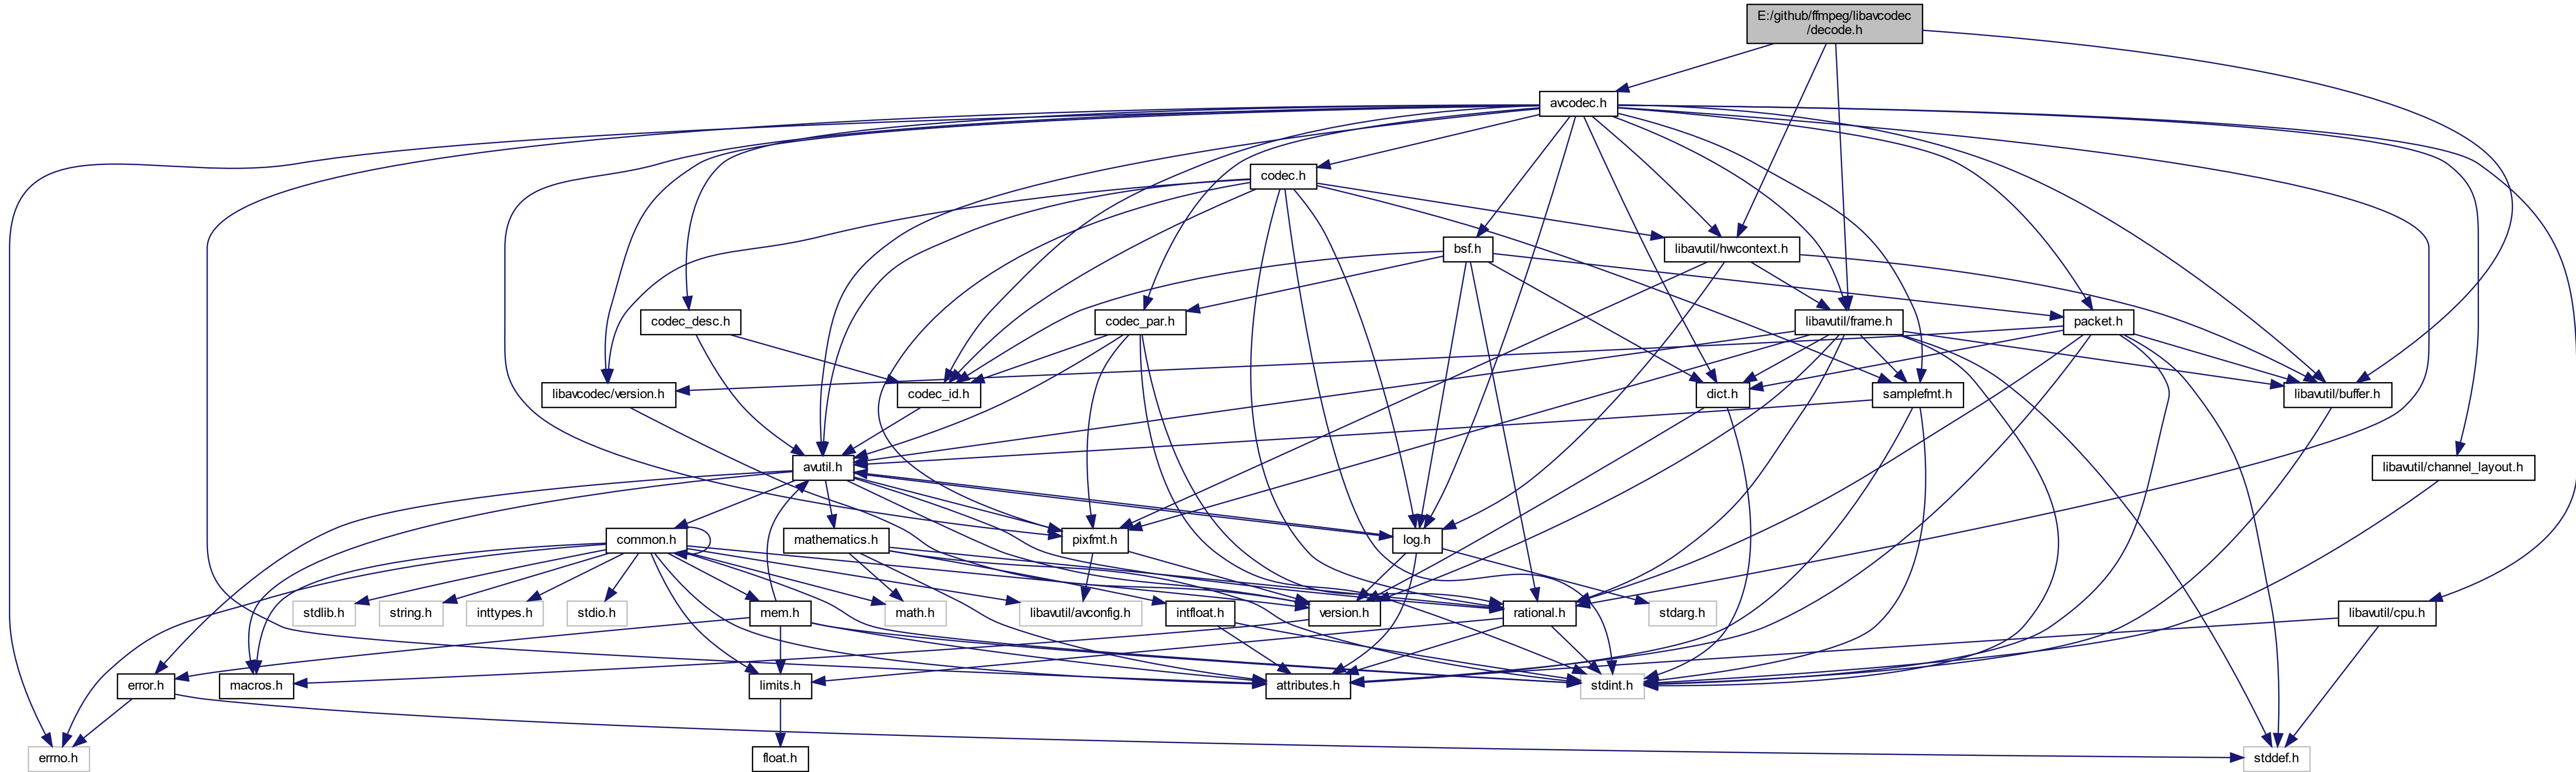 E:/github/ffmpeg/libavcodec
/decode.h
avcodec.h
codec.h
bsf.h
libavutil/hwcontext.h
codec_desc.h
codec_par.h
libavutil/frame.h
packet.h
libavcodec/version.h
codec_id.h
dict.h
samplefmt.h
libavutil/buffer.h
avutil.h
libavutil/channel_layout.h
common.h
mathematics.h
pixfmt.h
log.h
stdlib.h
string.h
inttypes.h
stdio.h
mem.h
math.h
libavutil/avconfig.h
intfloat.h
version.h
rational.h
stdarg.h
libavutil/cpu.h
error.h
macros.h
limits.h
attributes.h
stdint.h
errno.h
float.h
stddef.h